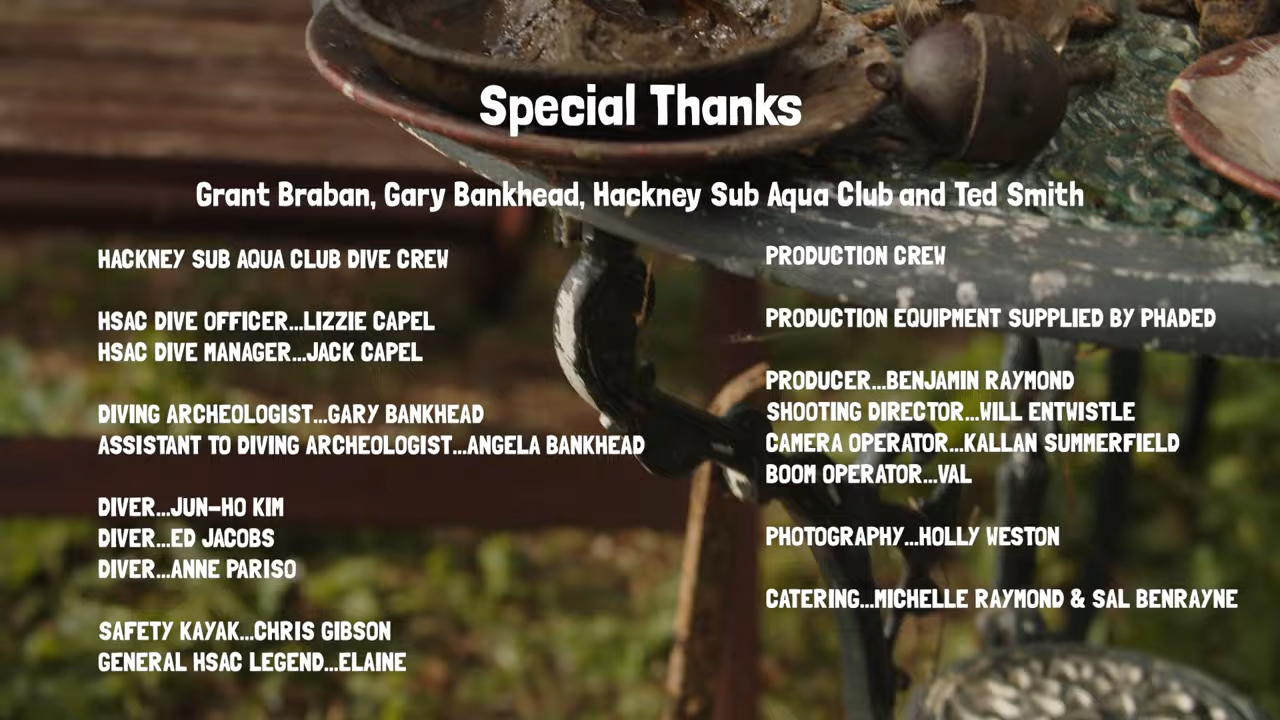 Special Thanks
Grant Braban, Gary Bankhead, Hackney Sub Aqua Club and Ted Smith
HACKNEY SUB AQUA CLUB DIVE CREW
HSAC DIVE OFFICER...LIZZIE CAPEL
HSAC DIVE MANAGER...JACK CAPEL
DIVING ARCHEOLOGIST...GARY BANKHEAD
ASSISTANT TO DIVING ARCHEOLOGIST...ANGELA BANKHEAD
DIVER...JUN-HO KIM
DIVER...ED JACOBS
DIVER...ANNE PARISO
SAFETY KAYAK...CHRIS GIBSON
GENERAL HSAC LEGEND...ELAINE
PRODUCTION CREW
PRODUCTION EQUIPMENT SUPPLIED BY PHADED
PRODUCER...BENJAMIN RAYMOND
SHOOTING DIRECTOR...WILL ENTWISTLE
CAMERA OPERATOR...KALLAN SUMMERFIELD
BOOM OPERATOR...VAL
PHOTOGRAPHY...HOLLY WESTON
CATERING...MICHELLE RAYMOND & SAL BENRAYNE